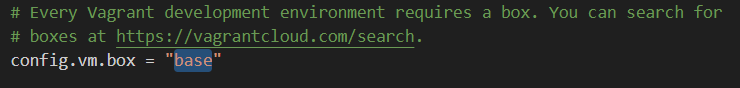 # Every Vagrant development environment requires a box. You can search for
# boxes at https://vagrantcloud.com/search.
config.vm.box = "base"